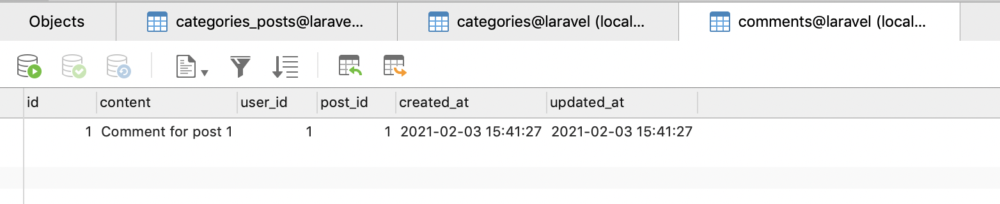 Objects categories_posts@larave... categories@laravel (local... comments@laravel (local...
id content user_id post_id created_at updated_at
1 Comment for post 1 1 1 2021-02-03 15:41:27 2021-02-03 15:41:27